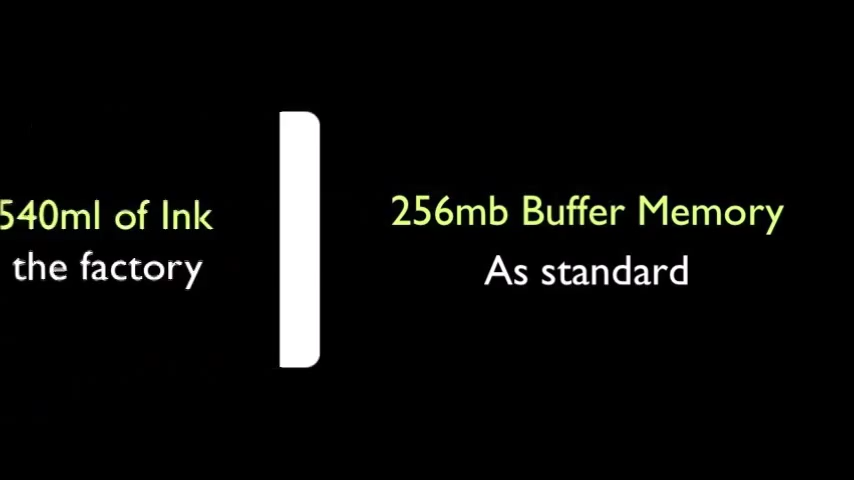 540ml of Ink
the factory
256mb Buffer Memory
As standard